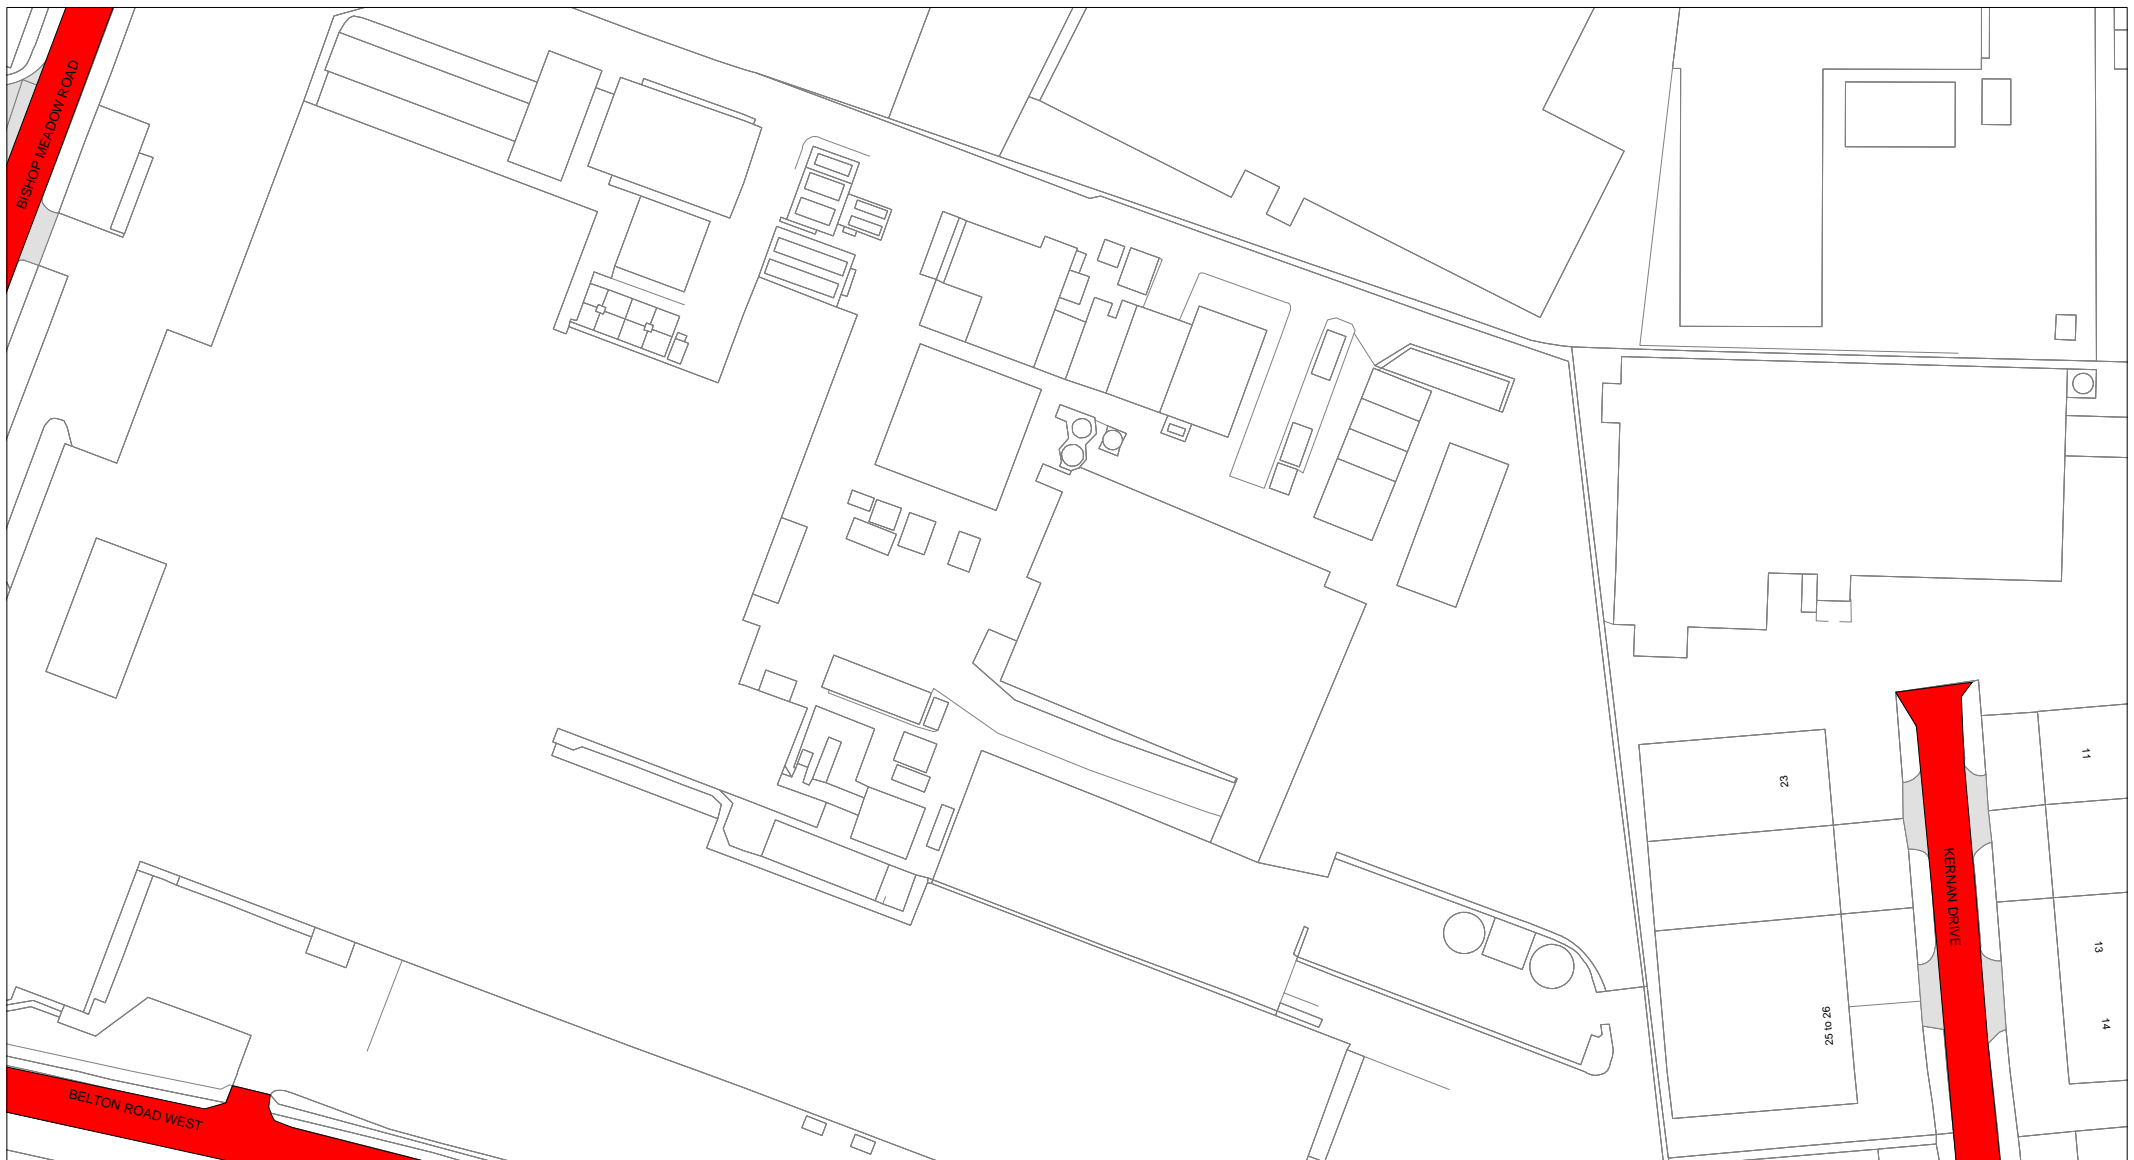 BISHOP MEADOW ROAD
23
11
KERNAN DRIVE
13
25 to 26
14
BELTON ROAD WEST